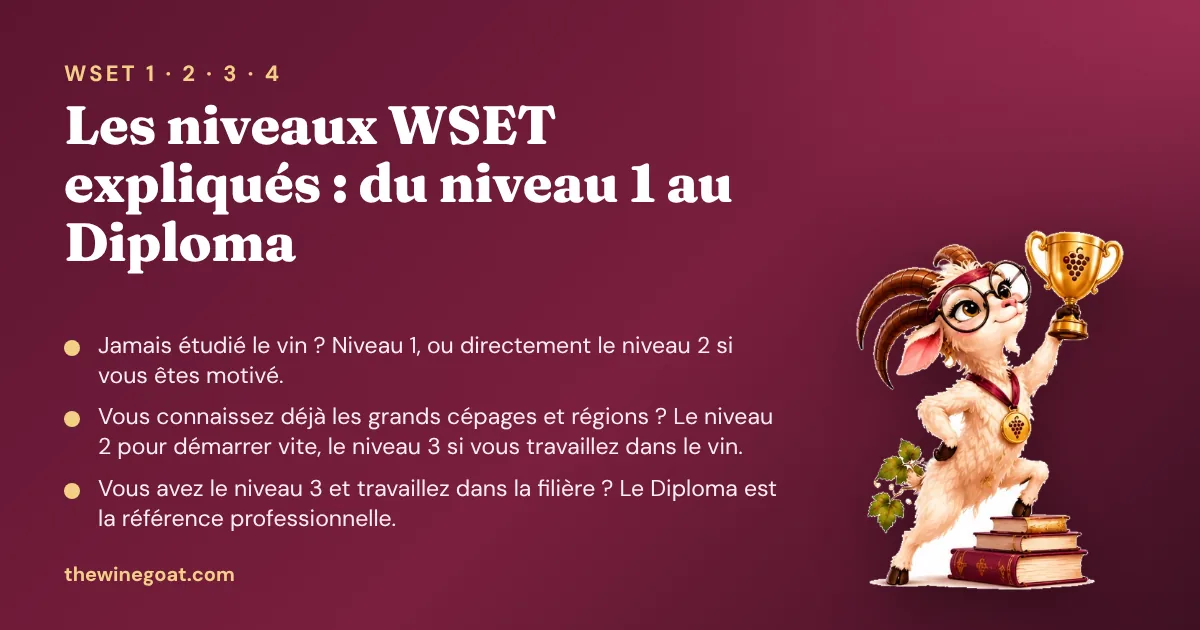 WSET 1 · 2 · 3 · 4
Les niveaux WSET
expliqués : du niveau 1 au
Diploma
Jamais étudié le vin ? Niveau 1, ou directement le niveau 2 si
vous êtes motivé.
Vous connaissez déjà les grands cépages et régions ? Le niveau
2 pour démarrer vite, le niveau 3 si vous travaillez dans le vin.
Vous avez le niveau 3 et travaillez dans la filière ? Le Diploma est
la référence professionnelle.
thewinegoat.com